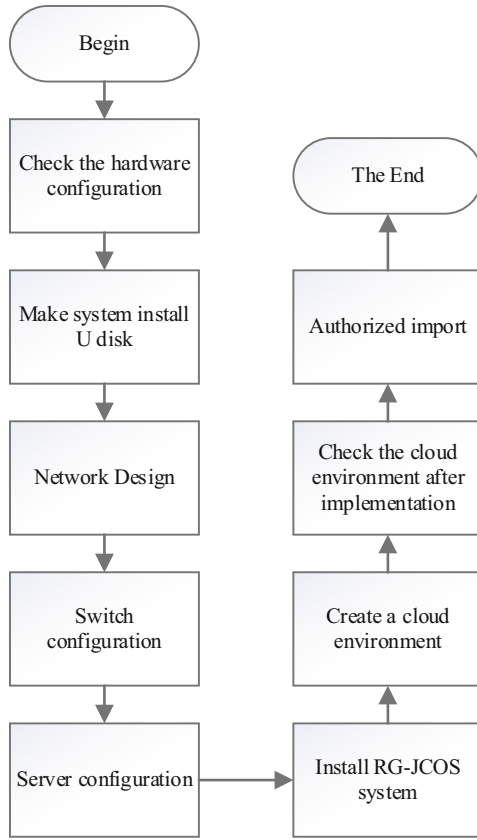 Begin
Check the hardware
configuration
Make system install
U disk
Network Design
Switch
configuration
Server configuration
Install RG-JCOS
system
Create a cloud
environment
Check the cloud
environment after
implementation
Authorized import
The End